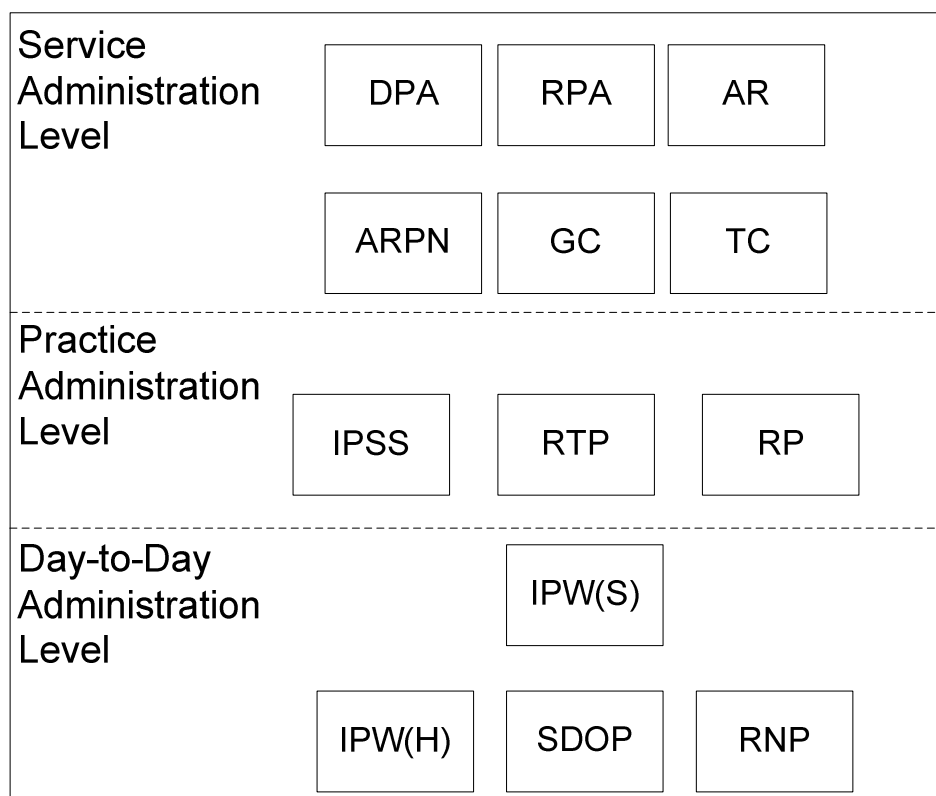 Service
Administration
Level
DPA
RPA
AR
ARPN
GC
TC
Practice
Administration
Level
IPSS
RTP
RP
Day-to-Day
Administration
Level
IPW(S)
IPW(H)
SDOP
RNP